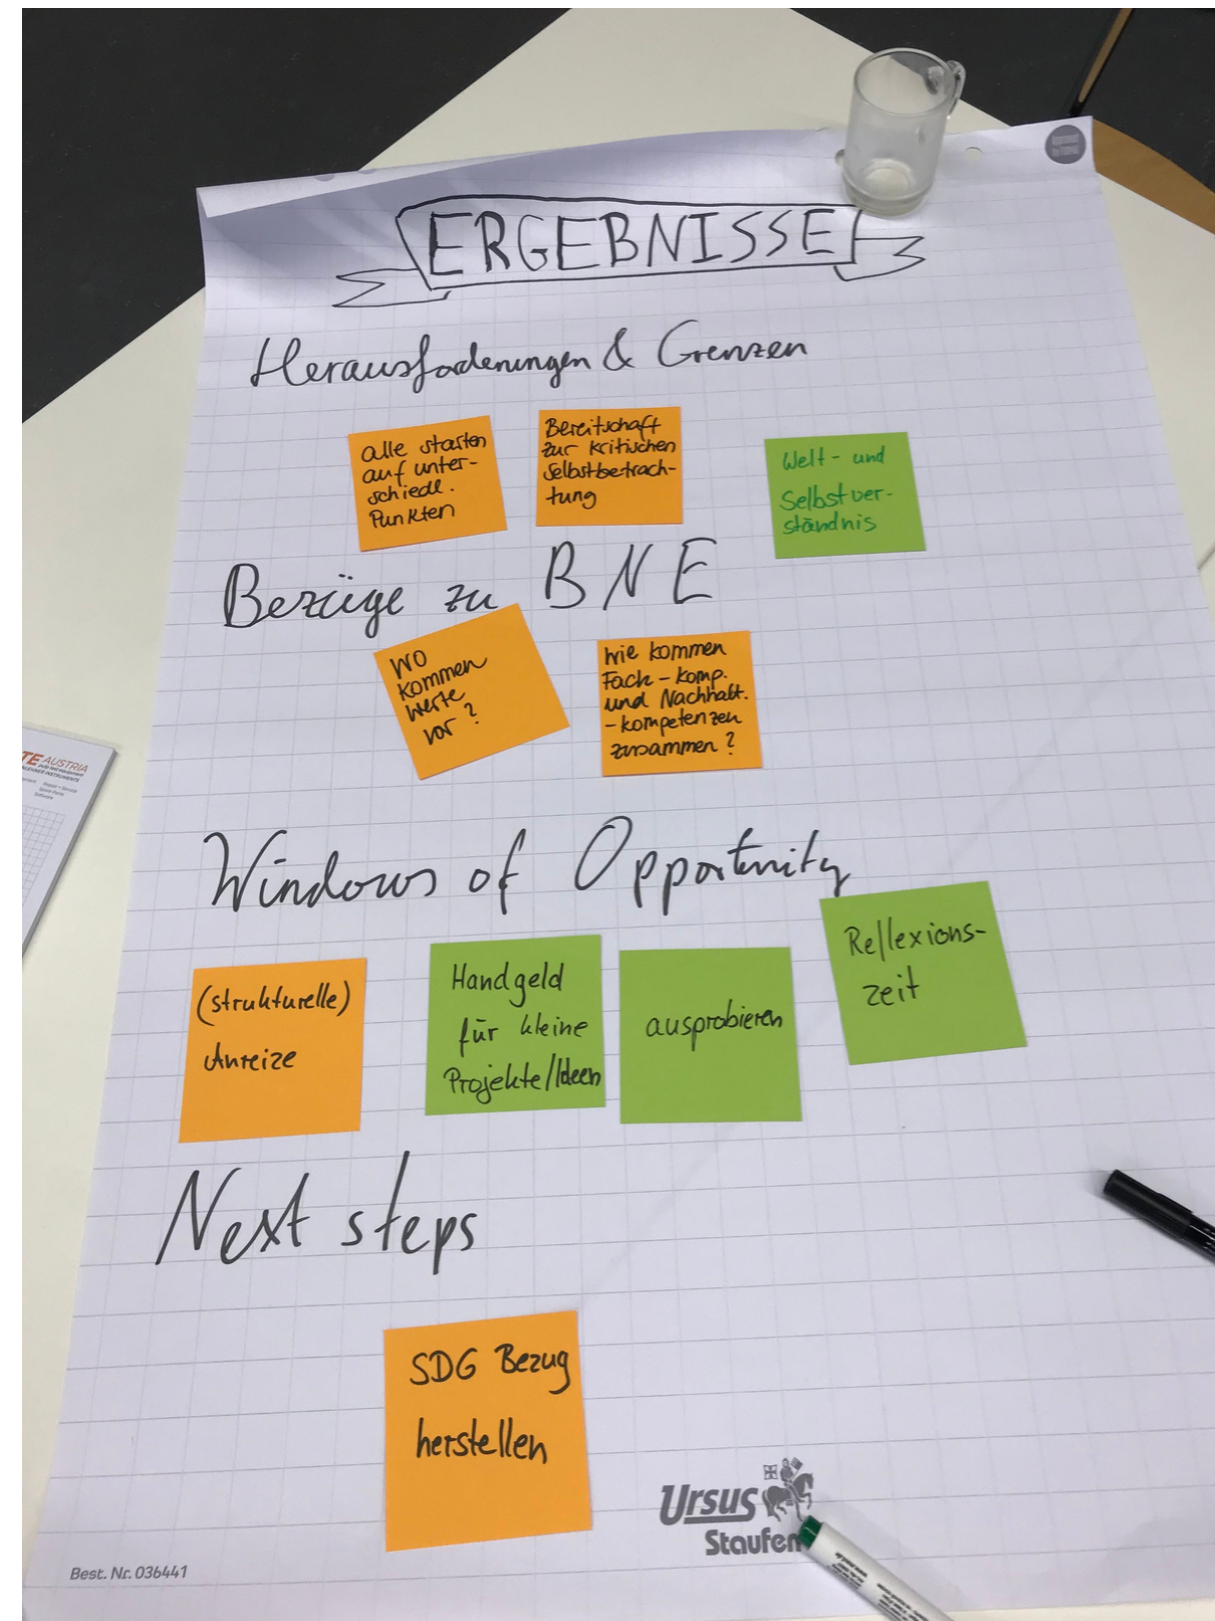 ERGEBNISSE
Herausforderungen & Grenzen
alle starten
auf unter-
schiedl.
Punkten
Bereitschaft
zur kritischen
Selbstbetrach-
tung
Welt- und
Selbstver-
ständnis
Bezüge zu BNE
wo
kommen
werte
vor?
wie kommen
Fach-komp.
und Nachhalt.
-kompetenzen
zusammen?
Windows of Opportunity
(strukturelle)
Anreize
Handgeld
für kleine
Projekte/Ideen
ausprobieren
Reflexions-
zeit
Next steps
SDG Bezug
herstellen
Ursus
Staufen
Best. Nr. 036441
TE AUSTRIA